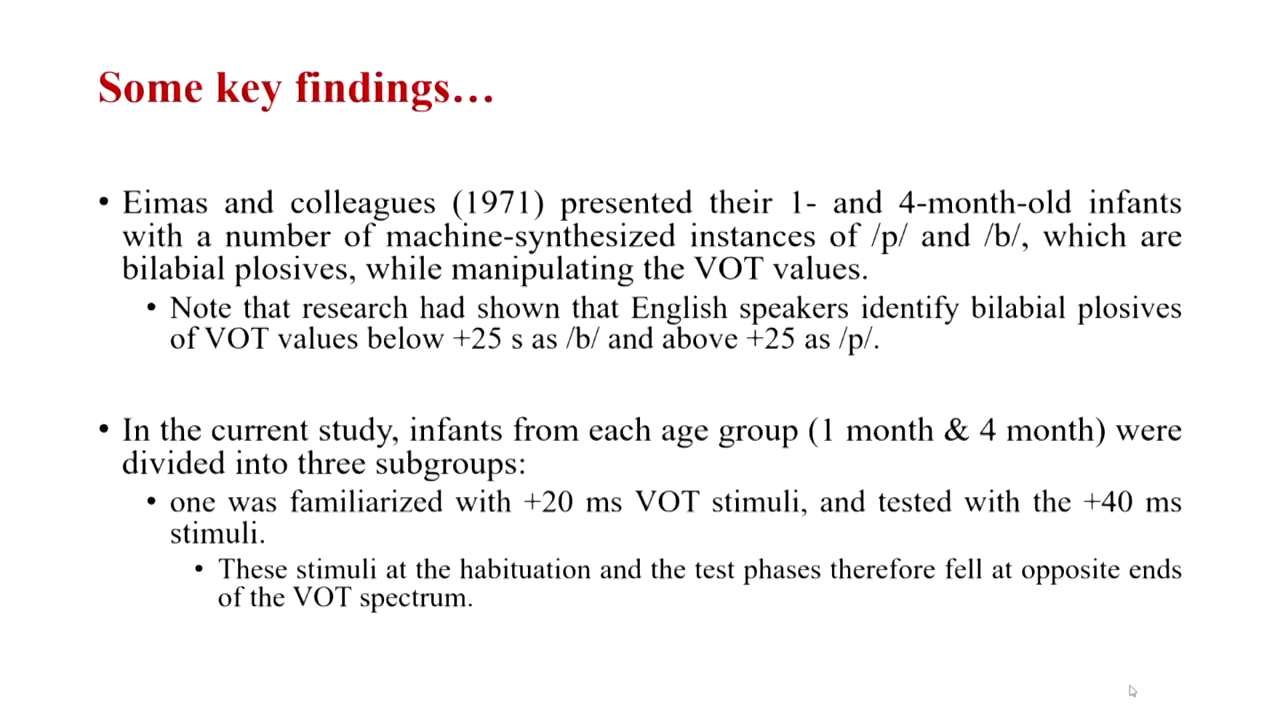 Some key findings…
• Eimas and colleagues (1971) presented their 1- and 4-month-old infants
with a number of machine-synthesized instances of /p/ and /b/, which are
bilabial plosives, while manipulating the VOT values.
• Note that research had shown that English speakers identify bilabial plosives
of VOT values below +25 s as /b/ and above +25 as /p/.
• In the current study, infants from each age group (1 month & 4 month) were
divided into three subgroups:
• one was familiarized with +20 ms VOT stimuli, and tested with the +40 ms
stimuli.
• These stimuli at the habituation and the test phases therefore fell at opposite ends
of the VOT spectrum.